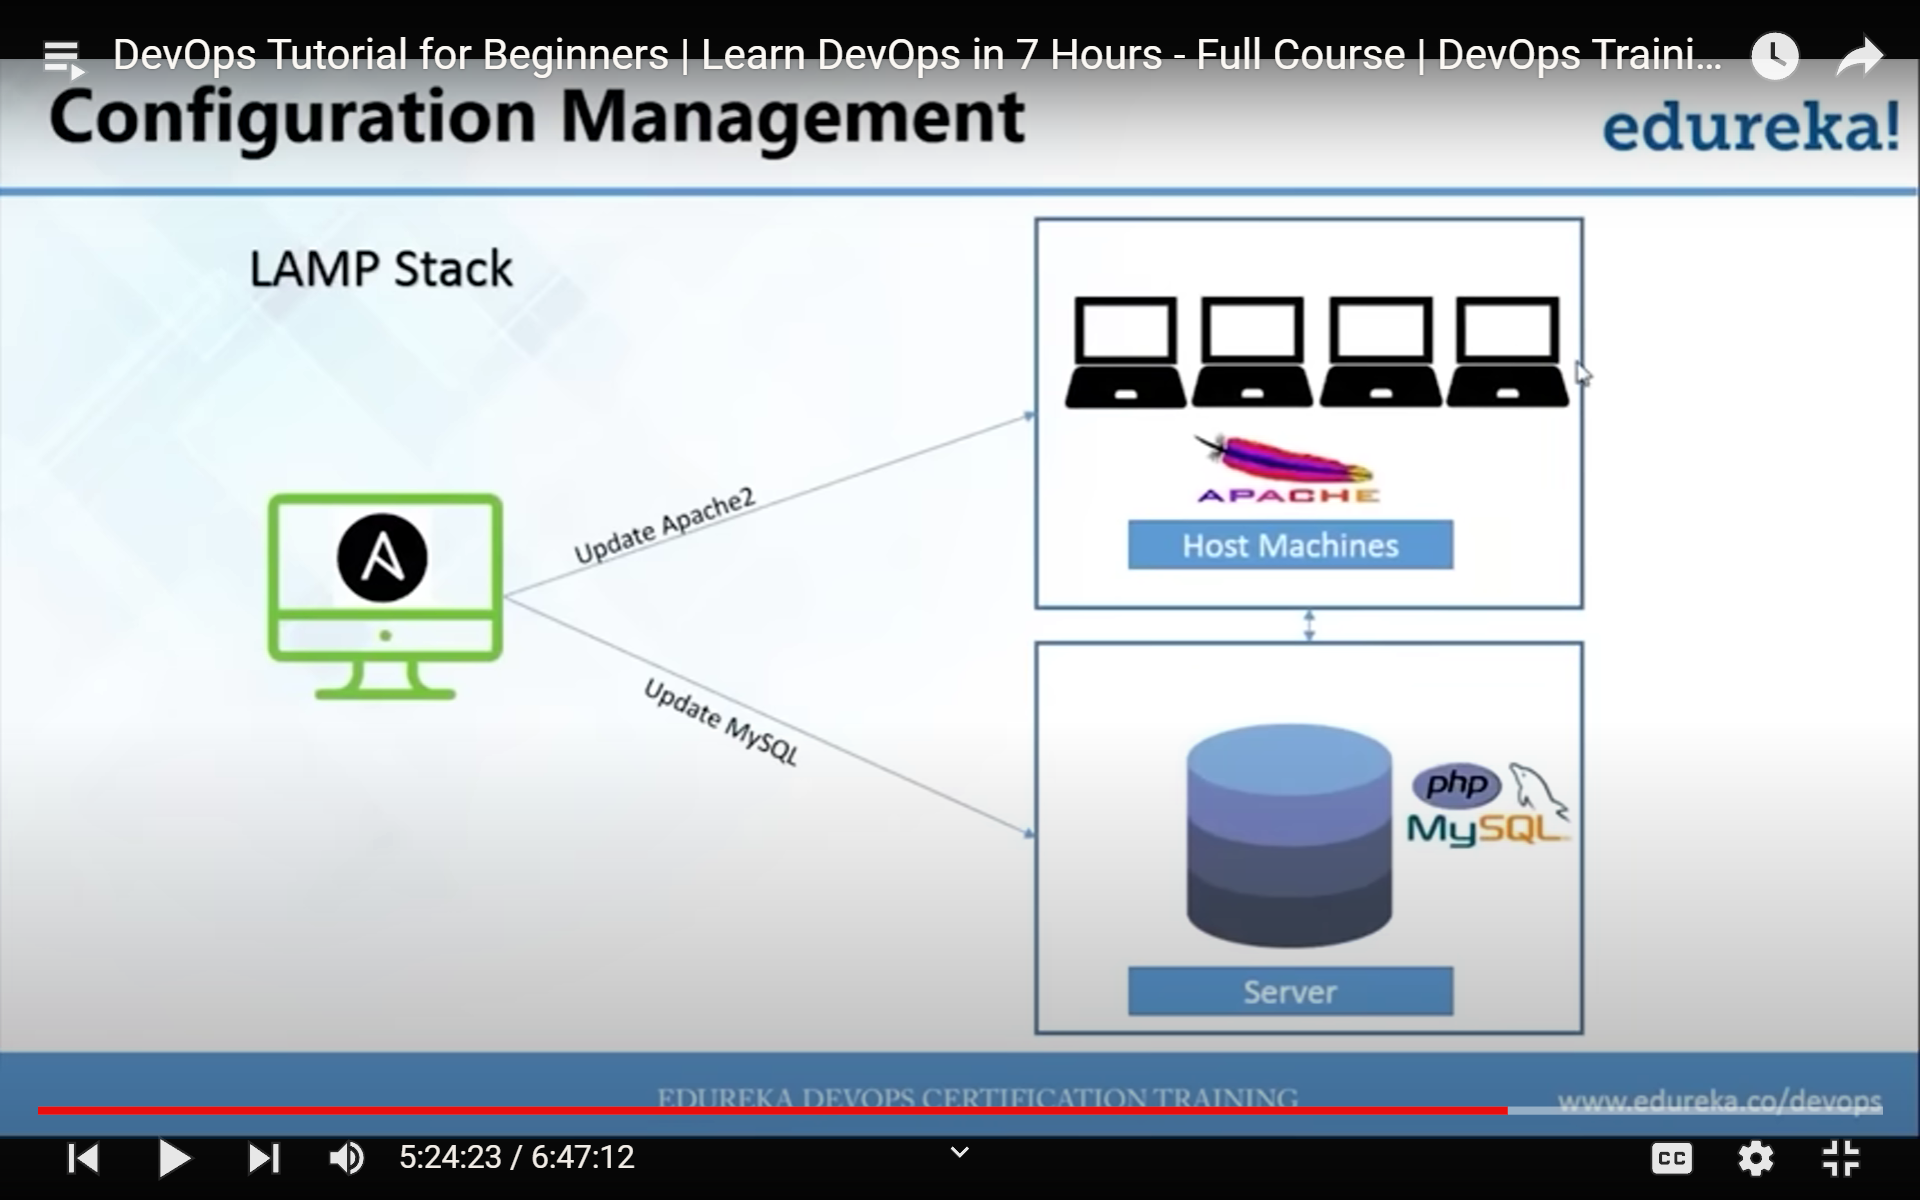 DevOps Tutorial for Beginners | Learn DevOps in 7 Hours - Full Course | DevOps Traini...
Configuration Management
edureka!
LAMP Stack
Update Apache2
APACHE
Host Machines
Update MySQL
php
MySQL
Server
EDUREKA DEVOPS CERTIFICATION TRAINING
www.edureka.co/devops
5:24:23 / 6:47:12
CC